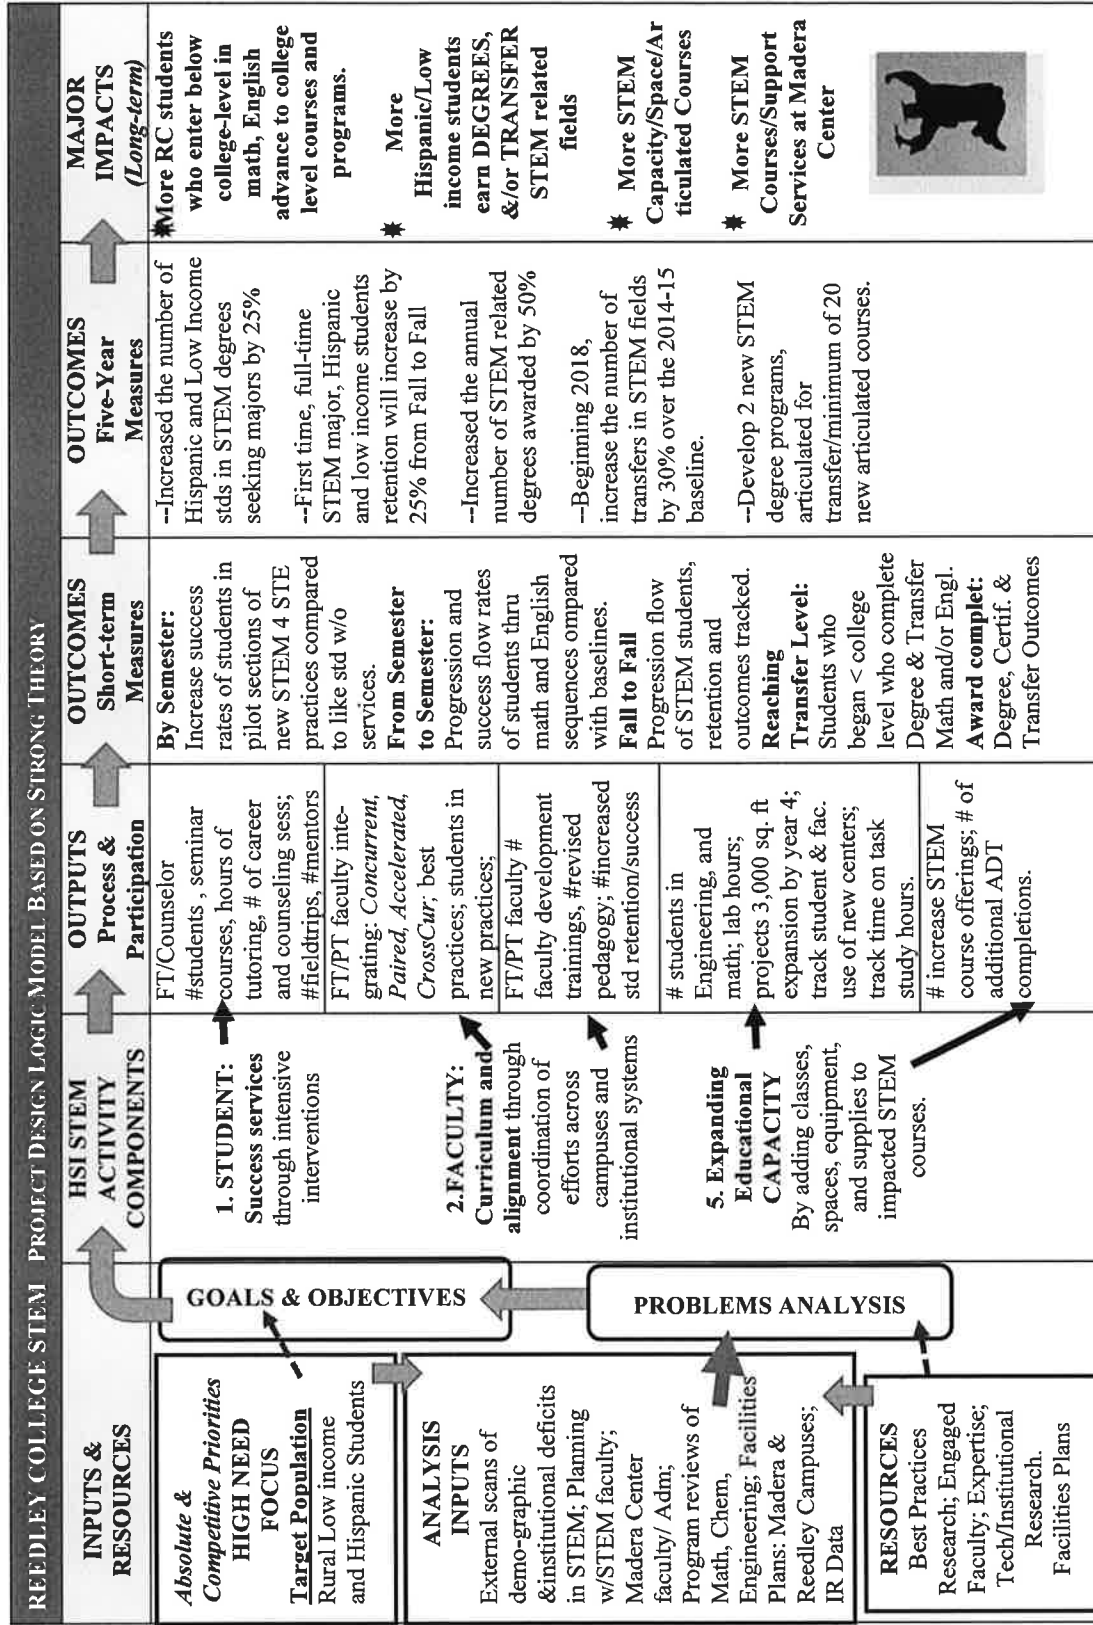 REEDLEY COLLEGE STEM PROJECT DESIGN LOGIC MODEL BASED ON STRONG THEORY
INPUTS &
RESOURCES
HSI STEM
ACTIVITY
COMPONENTS
OUTPUTS
Process &
Participation
OUTCOMES
Short-term
Measures
OUTCOMES
Five-Year
Measures
MAJOR
IMPACTS
(Long-term)
Absolute &
Competitive Priorities
HIGH NEED
FOCUS
Target Population
Rural Low income
and Hispanic Students
ANALYSIS
INPUTS
External scans of
demo-graphic
&institutional deficits
in STEM; Planning
w/STEM faculty;
Madera Center
faculty/ Adm;
Program reviews of
Math, Chem,
Engineering; Facilities
Plans: Madera &
Reedley Campuses;
IR Data
RESOURCES
Best Practices
Research; Engaged
Faculty; Expertise;
Tech/Institutional
Research.
Facilities Plans
GOALS & OBJECTIVES
PROBLEMS ANALYSIS
1. STUDENT:
Success services
through intensive
interventions
2.FACULTY:
Curriculum and
alignment through
coordination of
efforts across
campuses and
institutional systems
5. Expanding
Educational
CAPACITY
By adding classes,
spaces, equipment,
and supplies to
impacted STEM
courses.
FT/Counselor
#students , seminar
courses, hours of
tutoring, # of career
and counseling sess;
#fieldtrips, #mentors
FT/PT faculty inte-
grating: Concurrent,
Paired, Accelerated,
CrossCur; best
practices; students in
new practices;
FT/PT faculty #
faculty development
trainings, #revised
pedagogy; #increased
std retention/success
# students in
Engineering, and
math; lab hours;
projects 3,000 sq. ft
expansion by year 4;
track student & fac.
use of new centers;
track time on task
study hours.
# increase STEM
course offerings; # of
additional ADT
completions.
By Semester:
Increase success
rates of students in
pilot sections of
new STEM 4 STE
practices compared
to like std w/o
services.
From Semester
to Semester:
Progression and
success flow rates
of students thru
math and English
sequences ompared
with baselines.
Fall to Fall
Progression flow
of STEM students,
retention and
outcomes tracked.
Reaching
Transfer Level:
Students who
began < college
level who complete
Degree & Transfer
Math and/or Engl.
Award complet:
Degree, Certif. &
Transfer Outcomes
--Increased the number of
Hispanic and Low Income
stds in STEM degrees
seeking majors by 25%
--First time, full-time
STEM major, Hispanic
and low income students
retention will increase by
25% from Fall to Fall
--Increased the annual
number of STEM related
degrees awarded by 50%
--Beginning 2018,
increase the number of
transfers in STEM fields
by 30% over the 2014-15
baseline.
--Develop 2 new STEM
degree programs,
articulated for
transfer/minimum of 20
new articulated courses.
More RC students
who enter below
college-level in
math, English
advance to college
level courses and
programs.
More
Hispanic/Low
income students
earn DEGREES,
&/or TRANSFER
STEM related
fields
More STEM
Capacity/Space/Ar
ticulated Courses
More STEM
Courses/Support
Services at Madera
Center